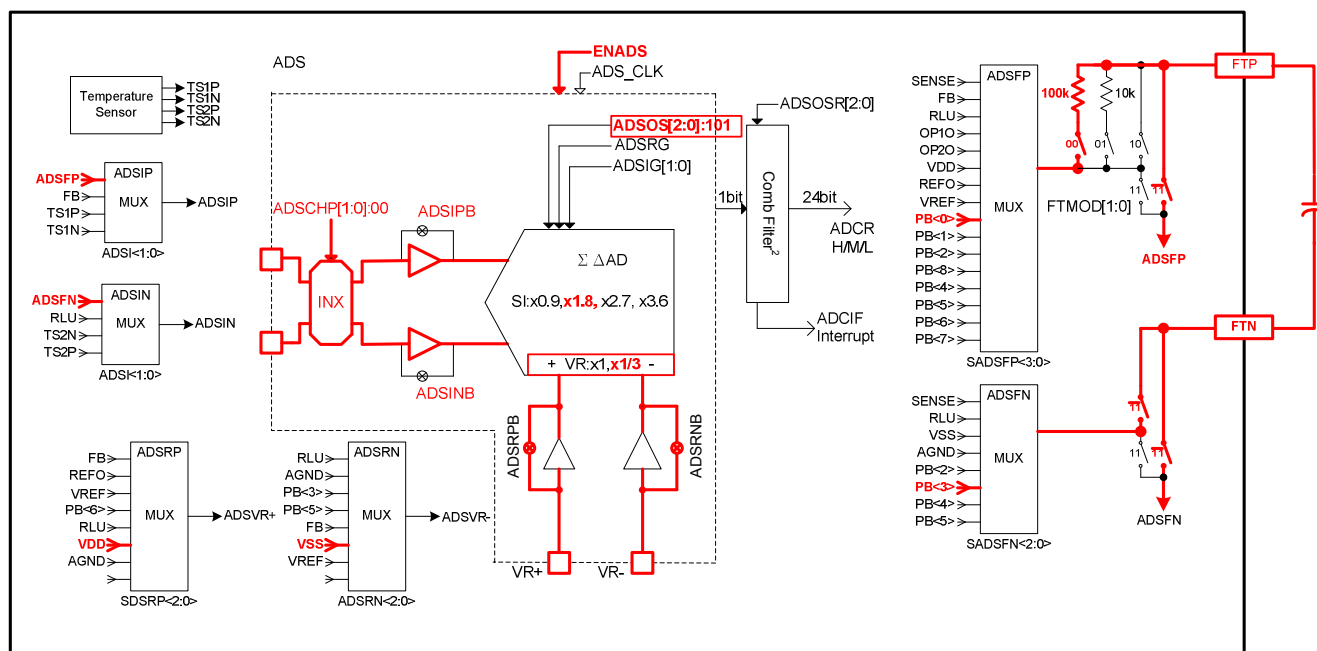 ADS
ENADS
ADS_CLK
Temperature
Sensor
TS1P
TS1N
TS2P
TS2N
ADSFP
FB
TS1P
TS1N
ADSIP
MUX
ADSIP
ADSI<1:0>
ADSFN
RLU
TS2N
TS2P
ADSIN
MUX
ADSIN
ADSI<1:0>
ADSCHP[1:0]:00
INX
ADSIPB
ADSINB
ADSOS[2:0]:101
ADSRG
ADSIG[1:0]
Σ ΔAD
SI:x0.9,x1.8, x2.7, x3.6
+ VR:x1,x1/3 -
ADSRPB
ADSRNB
VR+
VR-
ADSOSR[2:0]
1bit
Comb Filter²
24bit
ADCR
H/M/L
ADCIF
Interrupt
FB
REFO
VREF
PB<6>
RLU
VDD
AGND
ADSRP
MUX
ADSVR+
SDSRP<2:0>
RLU
AGND
PB<3>
PB<5>
FB
VSS
VREF
ADSRN
MUX
ADSVR-
ADSRN<2:0>
SENSE
FB
RLU
OP1O
OP2O
VDD
REFO
VREF
PB<0>
PB<1>
PB<2>
PB<8>
PB<4>
PB<5>
PB<6>
PB<7>
ADSFP
MUX
SADSFP<3:0>
100k
10k
00
01
10
11
11
FTMOD[1:0]
ADSFP
FTP
SENSE
RLU
VSS
AGND
PB<2>
PB<3>
PB<4>
PB<5>
ADSFN
MUX
SADSFN<2:0>
11
11
11
ADSFN
FTN